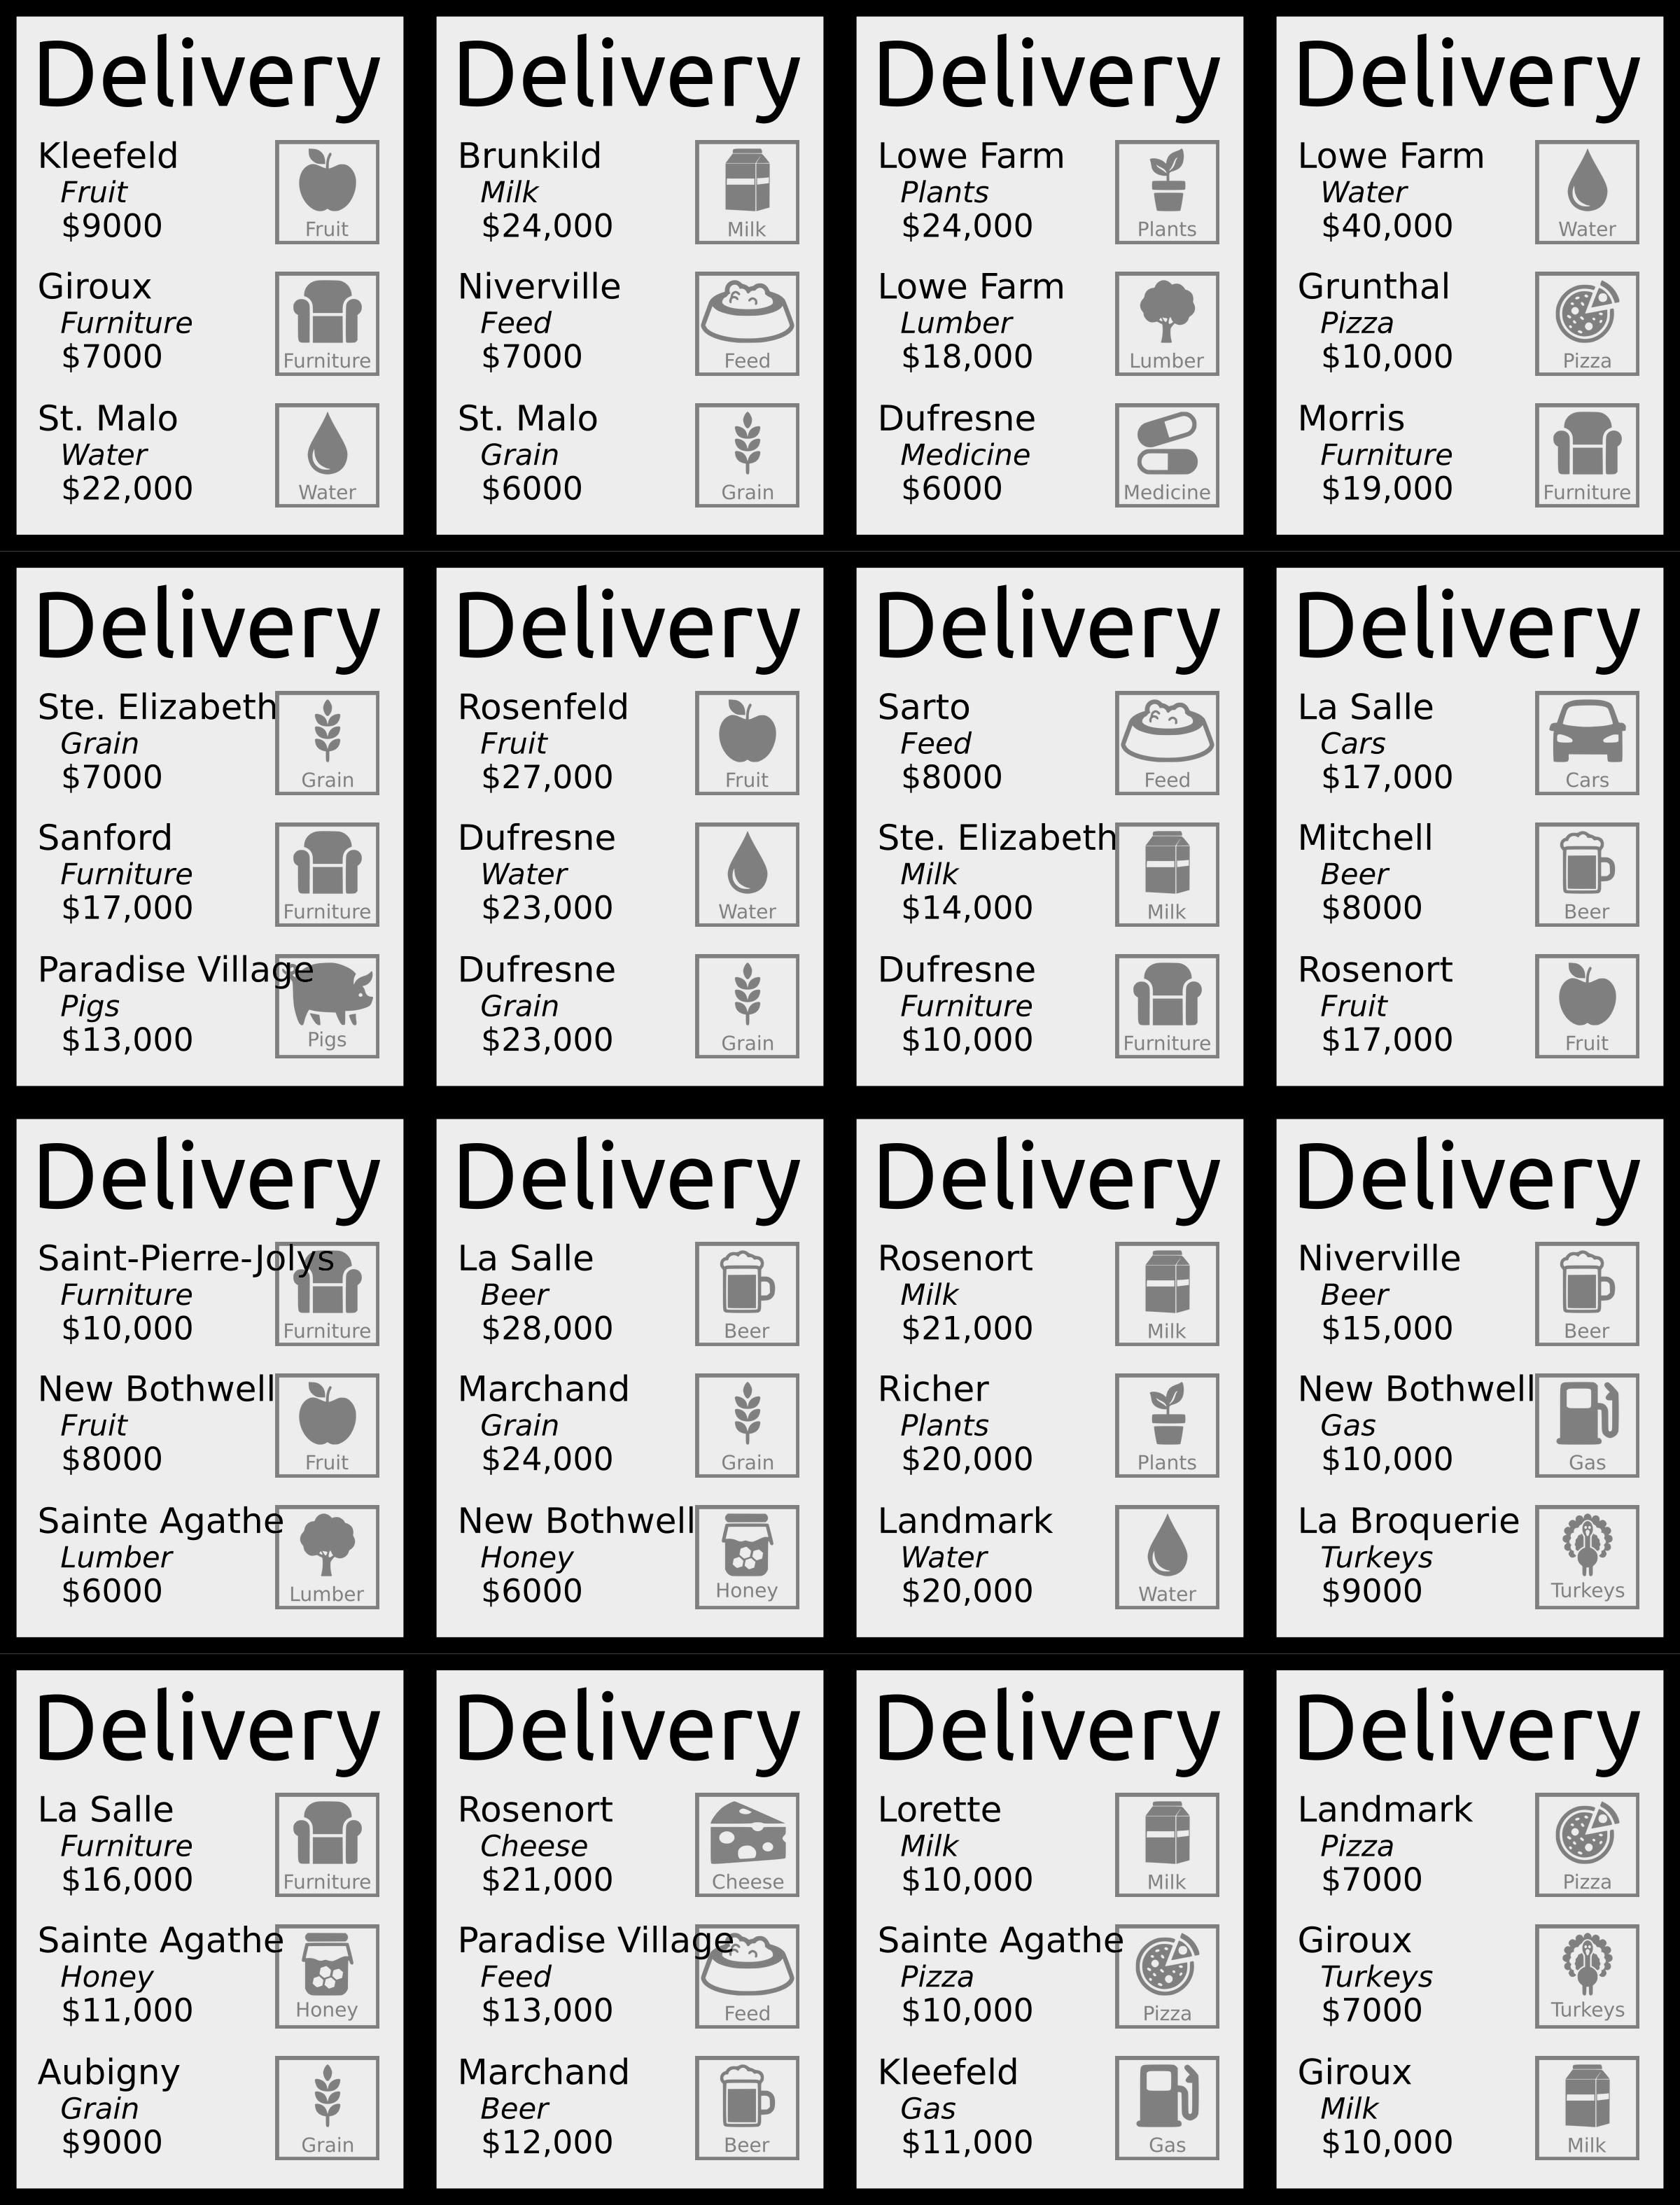 Delivery
Kleefeld
Fruit
$9000
Fruit
Giroux
Furniture
$7000
Furniture
St. Malo
Water
$22,000
Water
Delivery
Brunkild
Milk
$24,000
Milk
Niverville
Feed
$7000
Feed
St. Malo
Grain
$6000
Grain
Delivery
Lowe Farm
Plants
$24,000
Plants
Lowe Farm
Lumber
$18,000
Lumber
Dufresne
Medicine
$6000
Medicine
Delivery
Lowe Farm
Water
$40,000
Water
Grunthal
Pizza
$10,000
Pizza
Morris
Furniture
$19,000
Furniture
Delivery
Ste. Elizabeth
Grain
$7000
Grain
Sanford
Furniture
$17,000
Furniture
Paradise Village
Pigs
$13,000
Pigs
Delivery
Rosenfeld
Fruit
$27,000
Fruit
Dufresne
Water
$23,000
Water
Dufresne
Grain
$23,000
Grain
Delivery
Sarto
Feed
$8000
Feed
Ste. Elizabeth
Milk
$14,000
Milk
Dufresne
Furniture
$10,000
Furniture
Delivery
La Salle
Cars
$17,000
Cars
Mitchell
Beer
$8000
Beer
Rosenort
Fruit
$17,000
Fruit
Delivery
Saint-Pierre-Jolys
Furniture
$10,000
Furniture
New Bothwell
Fruit
$8000
Fruit
Sainte Agathe
Lumber
$6000
Lumber
Delivery
La Salle
Beer
$28,000
Beer
Marchand
Grain
$24,000
Grain
New Bothwell
Honey
$6000
Honey
Delivery
Rosenort
Milk
$21,000
Milk
Richer
Plants
$20,000
Plants
Landmark
Water
$20,000
Water
Delivery
Niverville
Beer
$15,000
Beer
New Bothwell
Gas
$10,000
Gas
La Broquerie
Turkeys
$9000
Turkeys
Delivery
La Salle
Furniture
$16,000
Furniture
Sainte Agathe
Honey
$11,000
Honey
Aubigny
Grain
$9000
Grain
Delivery
Rosenort
Cheese
$21,000
Cheese
Paradise Village
Feed
$13,000
Feed
Marchand
Beer
$12,000
Beer
Delivery
Lorette
Milk
$10,000
Milk
Sainte Agathe
Pizza
$10,000
Pizza
Kleefeld
Gas
$11,000
Gas
Delivery
Landmark
Pizza
$7000
Pizza
Giroux
Turkeys
$7000
Turkeys
Giroux
Milk
$10,000
Milk